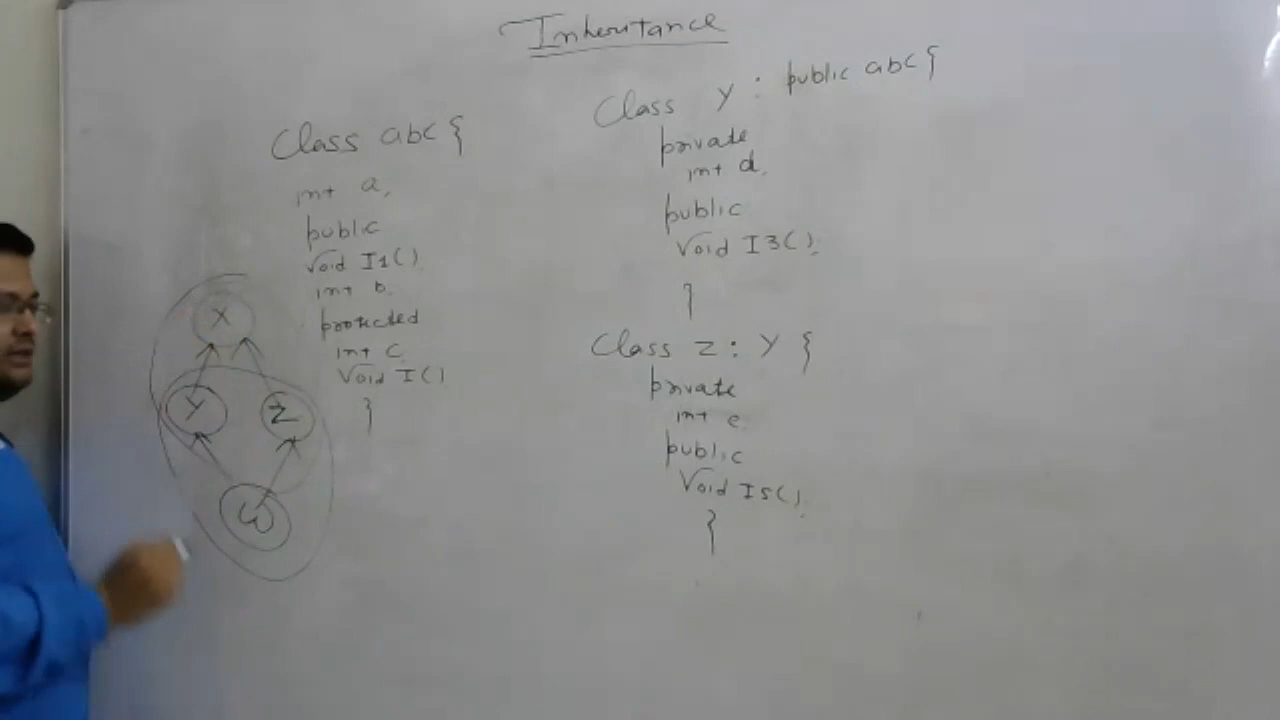 Inheritance
Class abc {
int a,
public
Void I1()
int b.
protected
int c
Void I()
}
Class Y : public abc {
private
int d.
public
Void I3().
}
Class Z : Y {
private
int e
public
Void I5().
}
X
Y Z
W